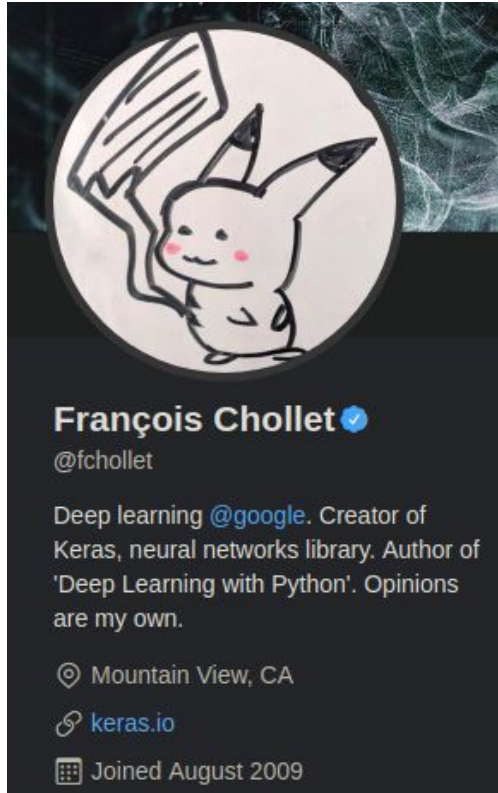 François Chollet
@fchollet
Deep learning @google. Creator of
Keras, neural networks library. Author of
'Deep Learning with Python'. Opinions
are my own.
Mountain View, CA
keras.io
Joined August 2009